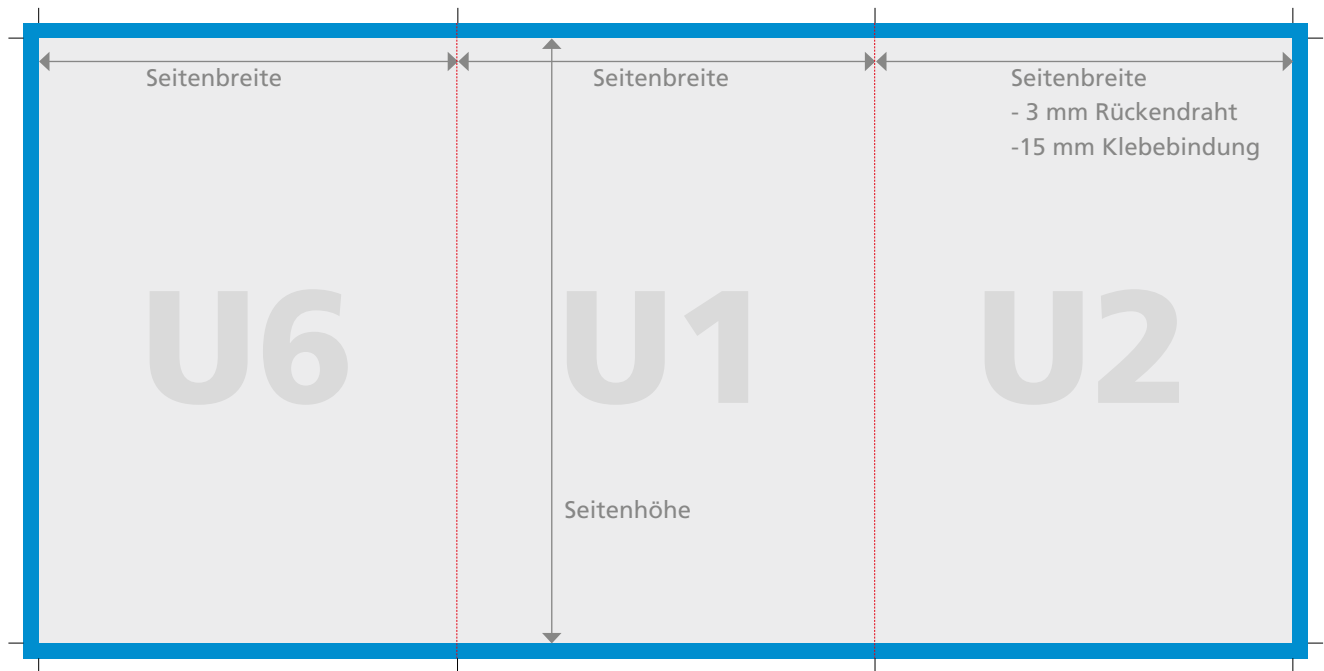 Seitenbreite
Seitenbreite
Seitenbreite
- 3 mm Rückendraht
-15 mm Klebebindung
U6
U1
U2
Seitenhöhe